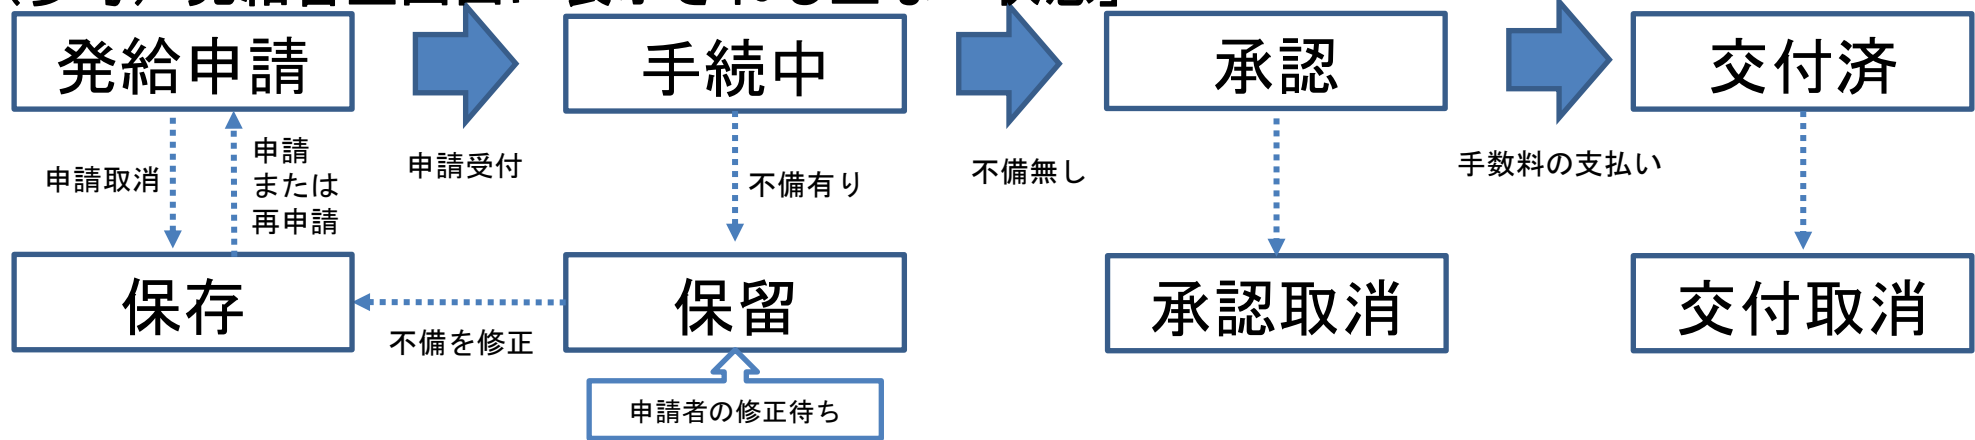 発給申請
手続中
承認
交付済
申請取消
申請
または
再申請
申請受付
不備有り
不備無し
手数料の支払い
保存
不備を修正
保留
承認取消
交付取消
申請者の修正待ち